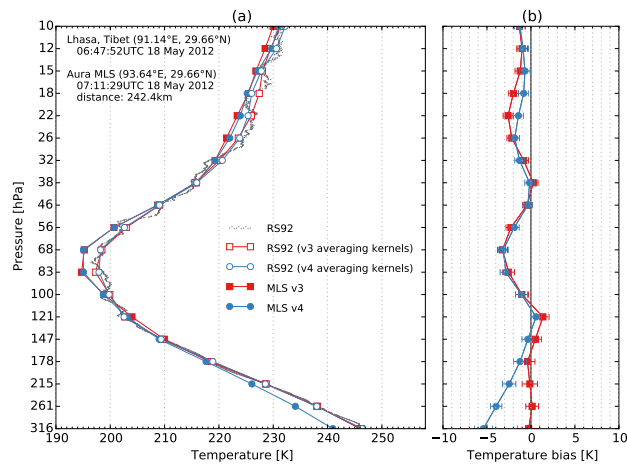 (a)
(b)
Lhasa, Tibet (91.14°E, 29.66°N)
06:47:52UTC 18 May 2012
Aura MLS (93.64°E, 29.66°N)
07:11:29UTC 18 May 2012
distance: 242.4km
RS92
RS92 (v3 averaging kernels)
RS92 (v4 averaging kernels)
MLS v3
MLS v4
Pressure [hPa]
10
12
15
18
22
26
32
38
46
56
68
83
100
121
147
178
215
261
316
190 200 210 220 230 240 250
Temperature [K]
−10 −5 0 5 10
Temperature bias [K]